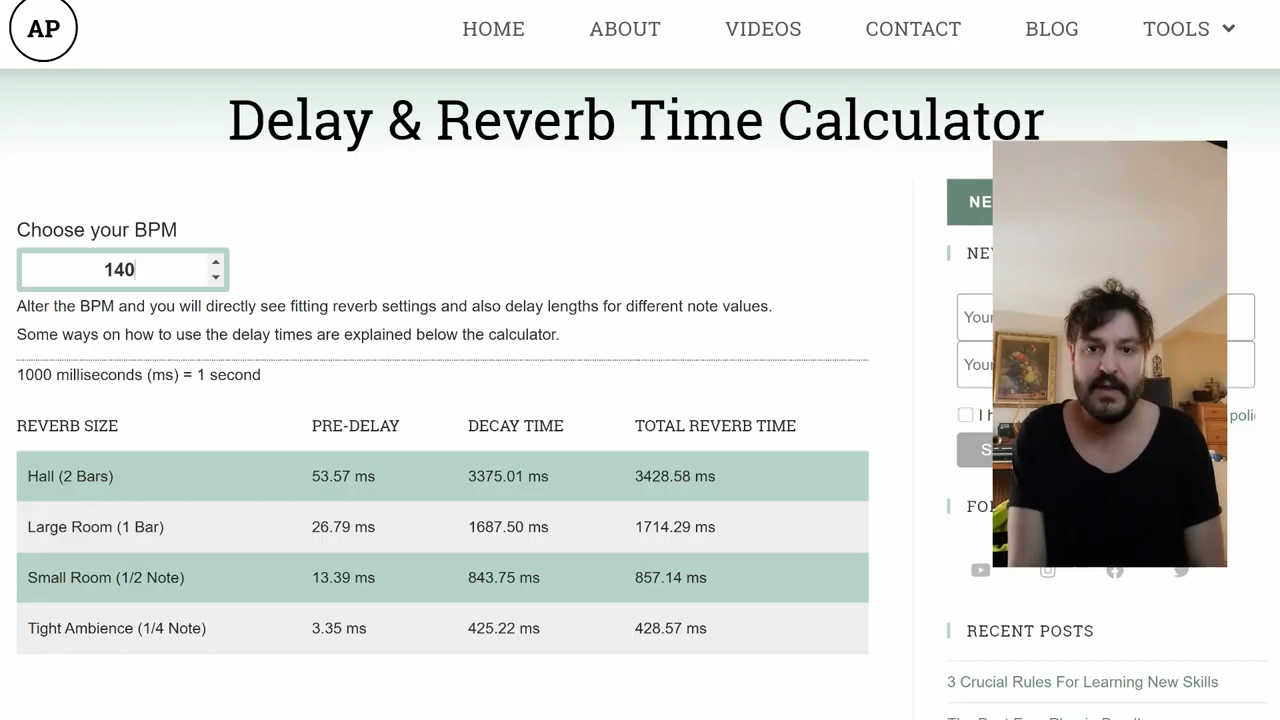 AP
HOME ABOUT VIDEOS CONTACT BLOG TOOLS
Delay & Reverb Time Calculator
Choose your BPM
140
Alter the BPM and you will directly see fitting reverb settings and also delay lengths for different note values.
Some ways on how to use the delay times are explained below the calculator.
1000 milliseconds (ms) = 1 second
REVERB SIZE PRE-DELAY DECAY TIME TOTAL REVERB TIME
Hall (2 Bars) 53.57 ms 3375.01 ms 3428.58 ms
Large Room (1 Bar) 26.79 ms 1687.50 ms 1714.29 ms
Small Room (1/2 Note) 13.39 ms 843.75 ms 857.14 ms
Tight Ambience (1/4 Note) 3.35 ms 425.22 ms 428.57 ms
NE
Your
Your
RECENT POSTS
3 Crucial Rules For Learning New Skills